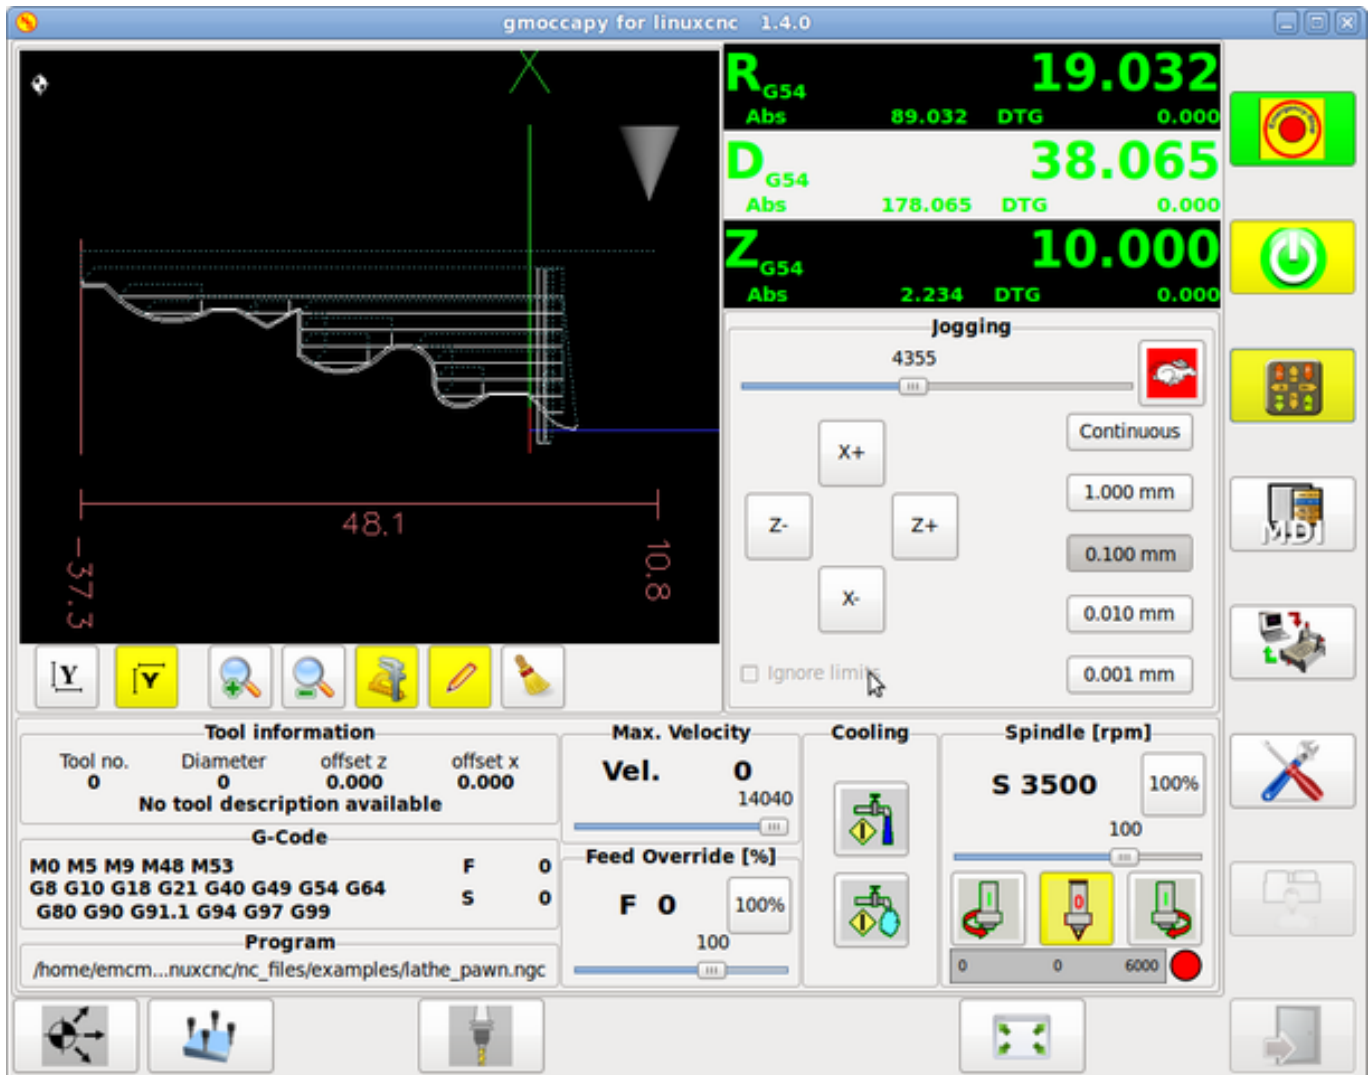 gmoccapy for linuxcnc 1.4.0
X
48.1
-37.3
10.8
R G54 19.032
Abs 89.032 DTG 0.000
D G54 38.065
Abs 178.065 DTG 0.000
Z G54 10.000
Abs 2.234 DTG 0.000
Jogging
4355
X+
Z-
Z+
X-
Continuous
1.000 mm
0.100 mm
0.010 mm
0.001 mm
Ignore limits
MDI
Y
Y
Tool information
Tool no. Diameter offset z offset x
0 0 0.000 0.000
No tool description available
G-Code
M0 M5 M9 M48 M53 F 0
G8 G10 G18 G21 G40 G49 G54 G64 S 0
G80 G90 G91.1 G94 G97 G99
Program
/home/emcm...nuxcnc/nc_files/examples/lathe_pawn.ngc
Max. Velocity
Vel. 0
14040
Feed Override [%]
F 0 100%
100
Cooling
Spindle [rpm]
S 3500 100%
100
I 0 I
0 0 6000